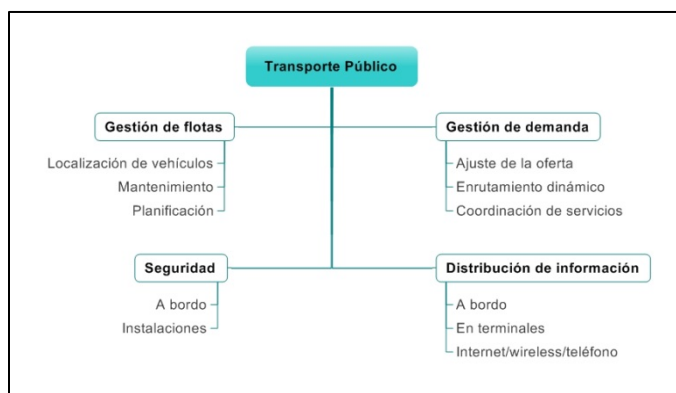 Transporte Público
Gestión de flotas
Localización de vehículos
Mantenimiento
Planificación
Gestión de demanda
Ajuste de la oferta
Enrutamiento dinámico
Coordinación de servicios
Seguridad
A bordo
Instalaciones
Distribución de información
A bordo
En terminales
Internet/wireless/teléfono